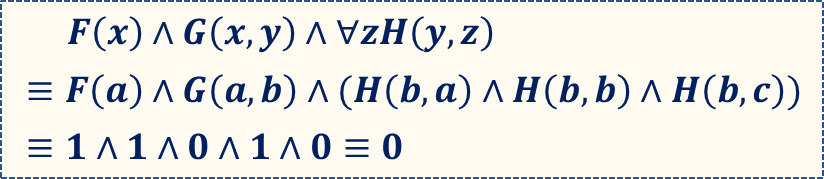 F(x) ∧ G(x, y) ∧ ∀zH(y, z)
≡ F(a) ∧ G(a, b) ∧ (H(b, a) ∧ H(b, b) ∧ H(b, c))
≡ 1 ∧ 1 ∧ 0 ∧ 1 ∧ 0 ≡ 0